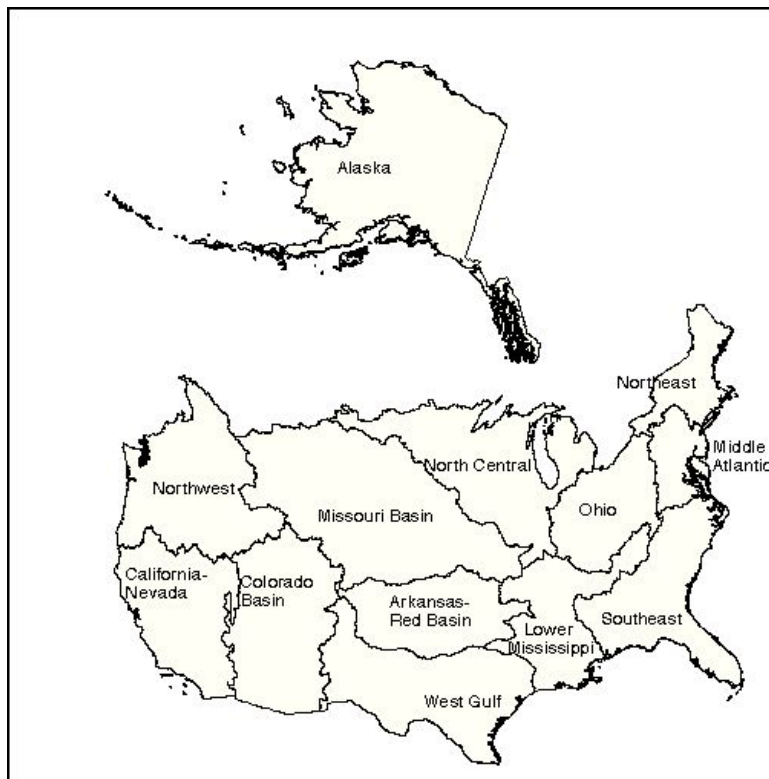 Alaska
Northeast
Middle
Atlantic
North Central
Northwest
Missouri Basin
Ohio
California-
Nevada
Colorado
Basin
Arkansas-
Red Basin
Lower
Mississippi
Southeast
West Gulf